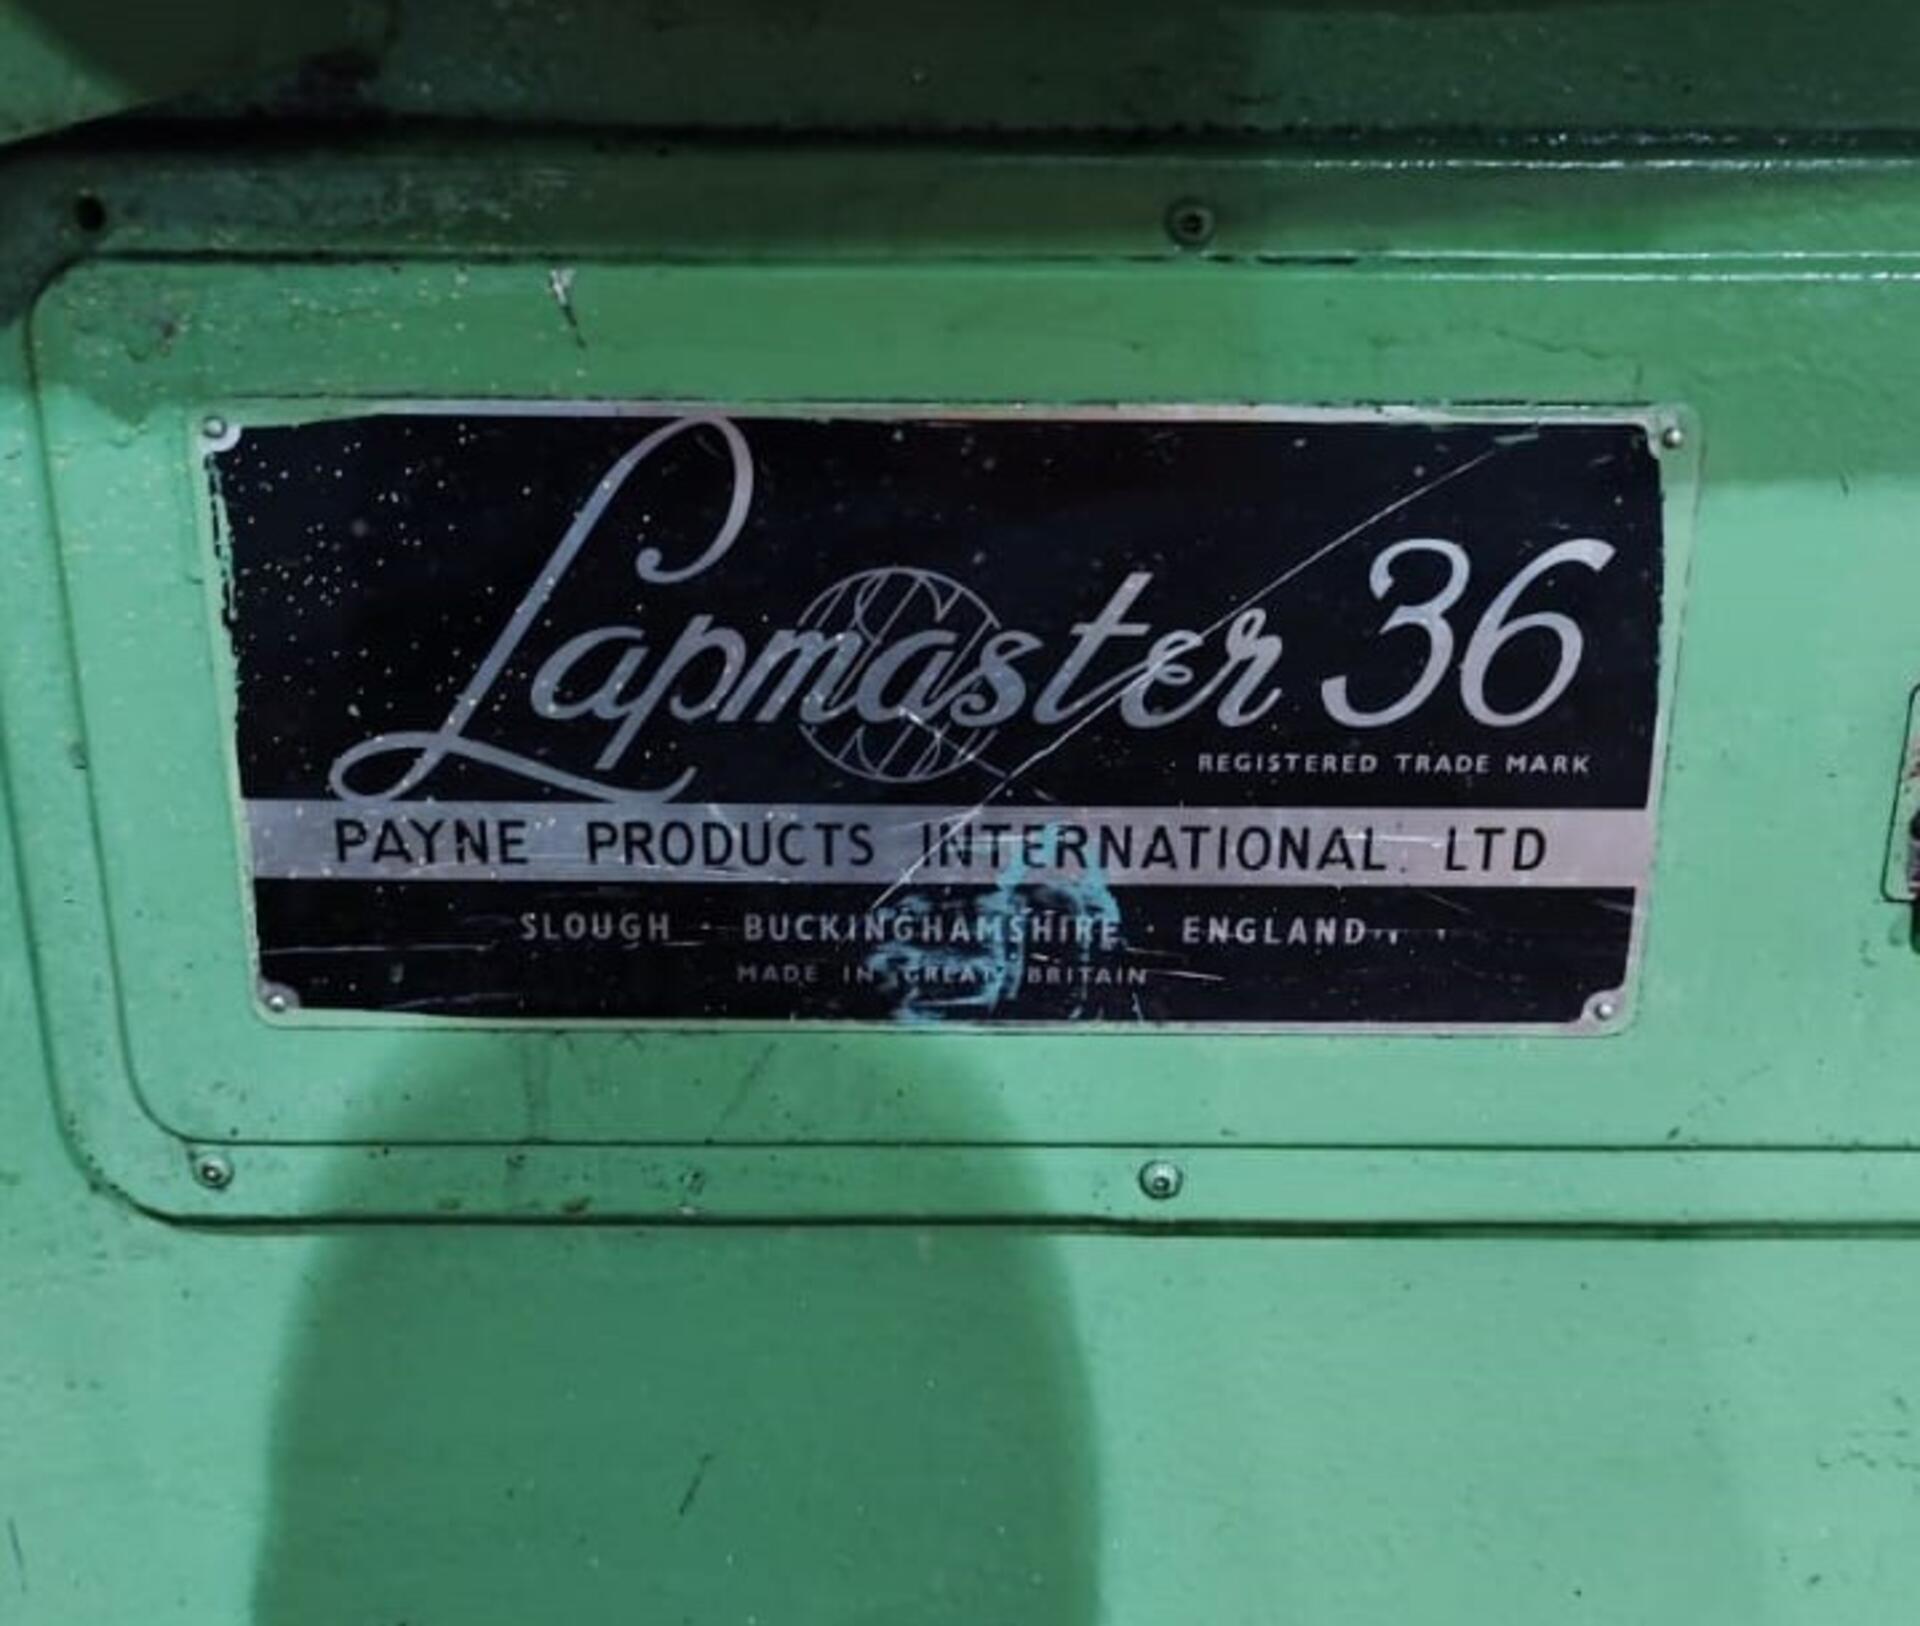 Lapmaster 36
REGISTERED TRADE MARK
PAYNE PRODUCTS INTERNATIONAL LTD
SLOUGH · BUCKINGHAMSHIRE · ENGLAND
MADE IN GREAT BRITAIN